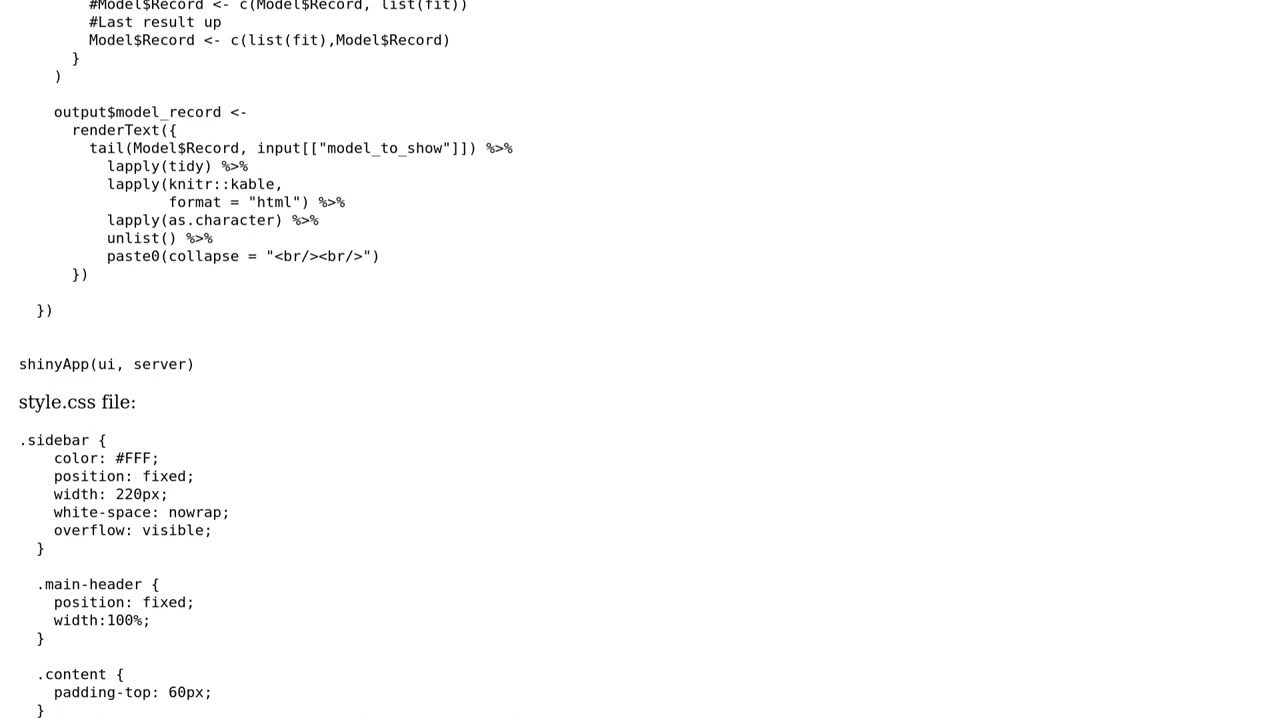 #Model$Record <- c(Model$Record, list(fit))
#Last result up
Model$Record <- c(list(fit),Model$Record)
}
)
output$model_record <-
renderText({
tail(Model$Record, input[["model_to_show"]]) %>%
lapply(tidy) %>%
lapply(knitr::kable,
format = "html") %>%
lapply(as.character) %>%
unlist() %>%
paste0(collapse = "<br/><br/>")
})
})
shinyApp(ui, server)
style.css file:
.sidebar {
color: #FFF;
position: fixed;
width: 220px;
white-space: nowrap;
overflow: visible;
}
.main-header {
position: fixed;
width:100%;
}
.content {
padding-top: 60px;
}